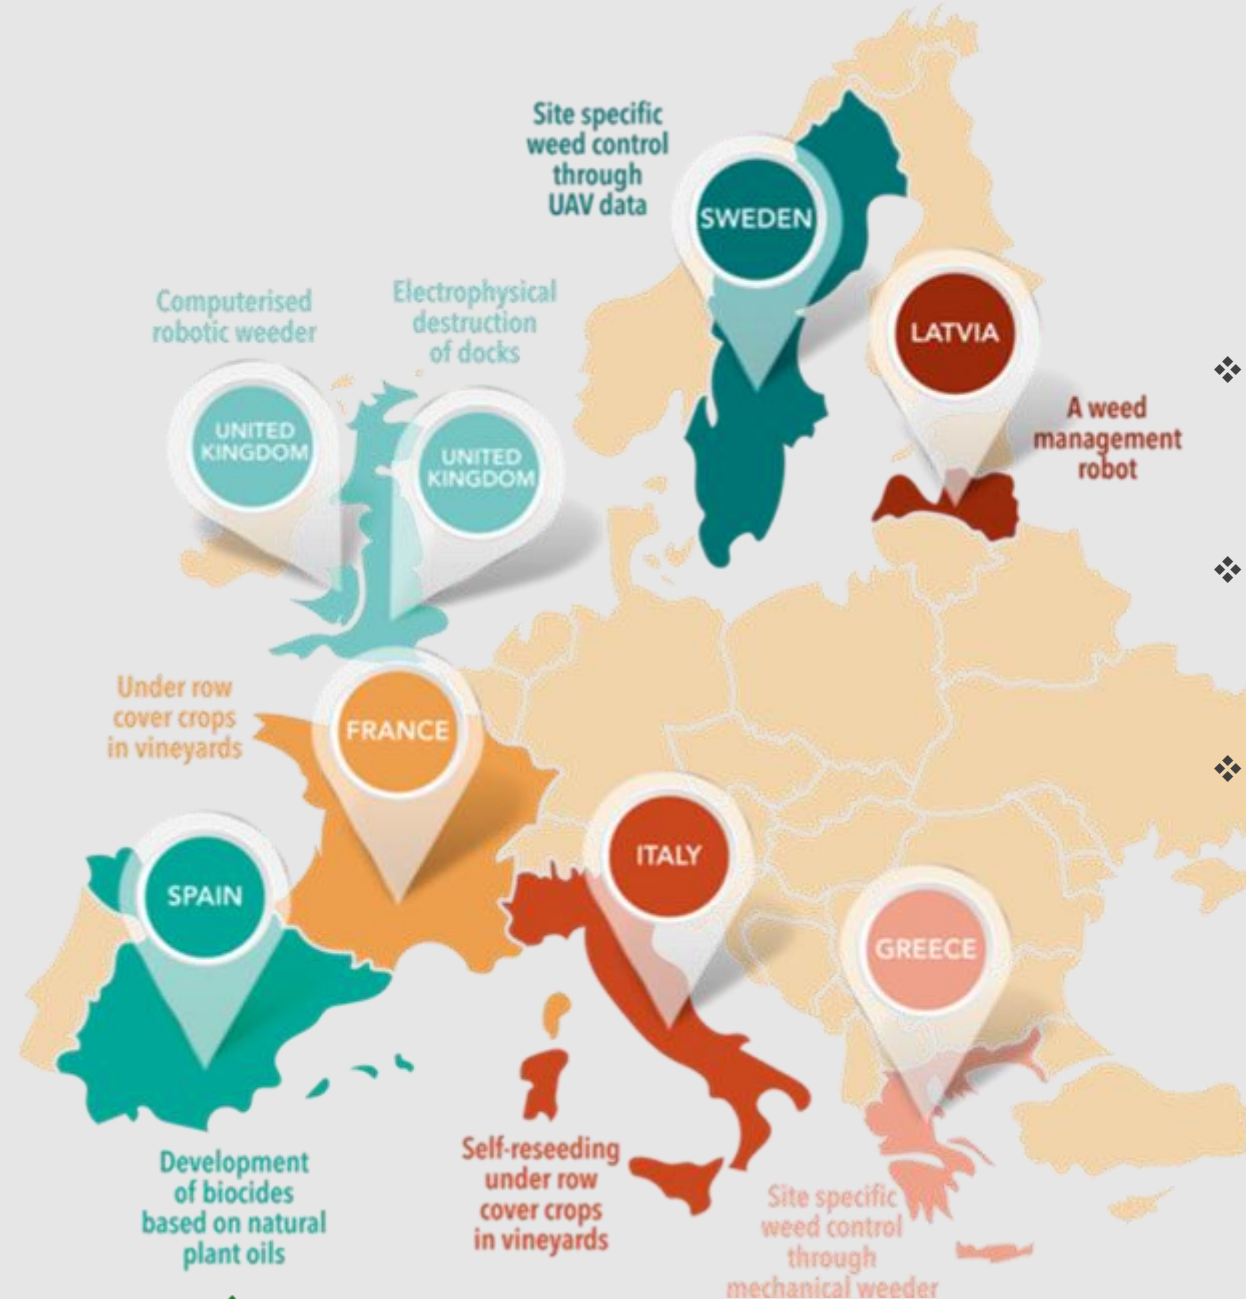 Site specific
weed control
through
UAV data
SWEDEN
Computerised
robotic weeder
Electrophysical
destruction
of docks
LATVIA
A weed
management
robot
UNITED
KINGDOM
UNITED
KINGDOM
Under row
cover crops
in vineyards
FRANCE
SPAIN
ITALY
GREECE
Development
of biocides
based on natural
plant oils
Self-reseeding
under row
cover crops
in vineyards
Site specific
weed control
through
mechanical weeder